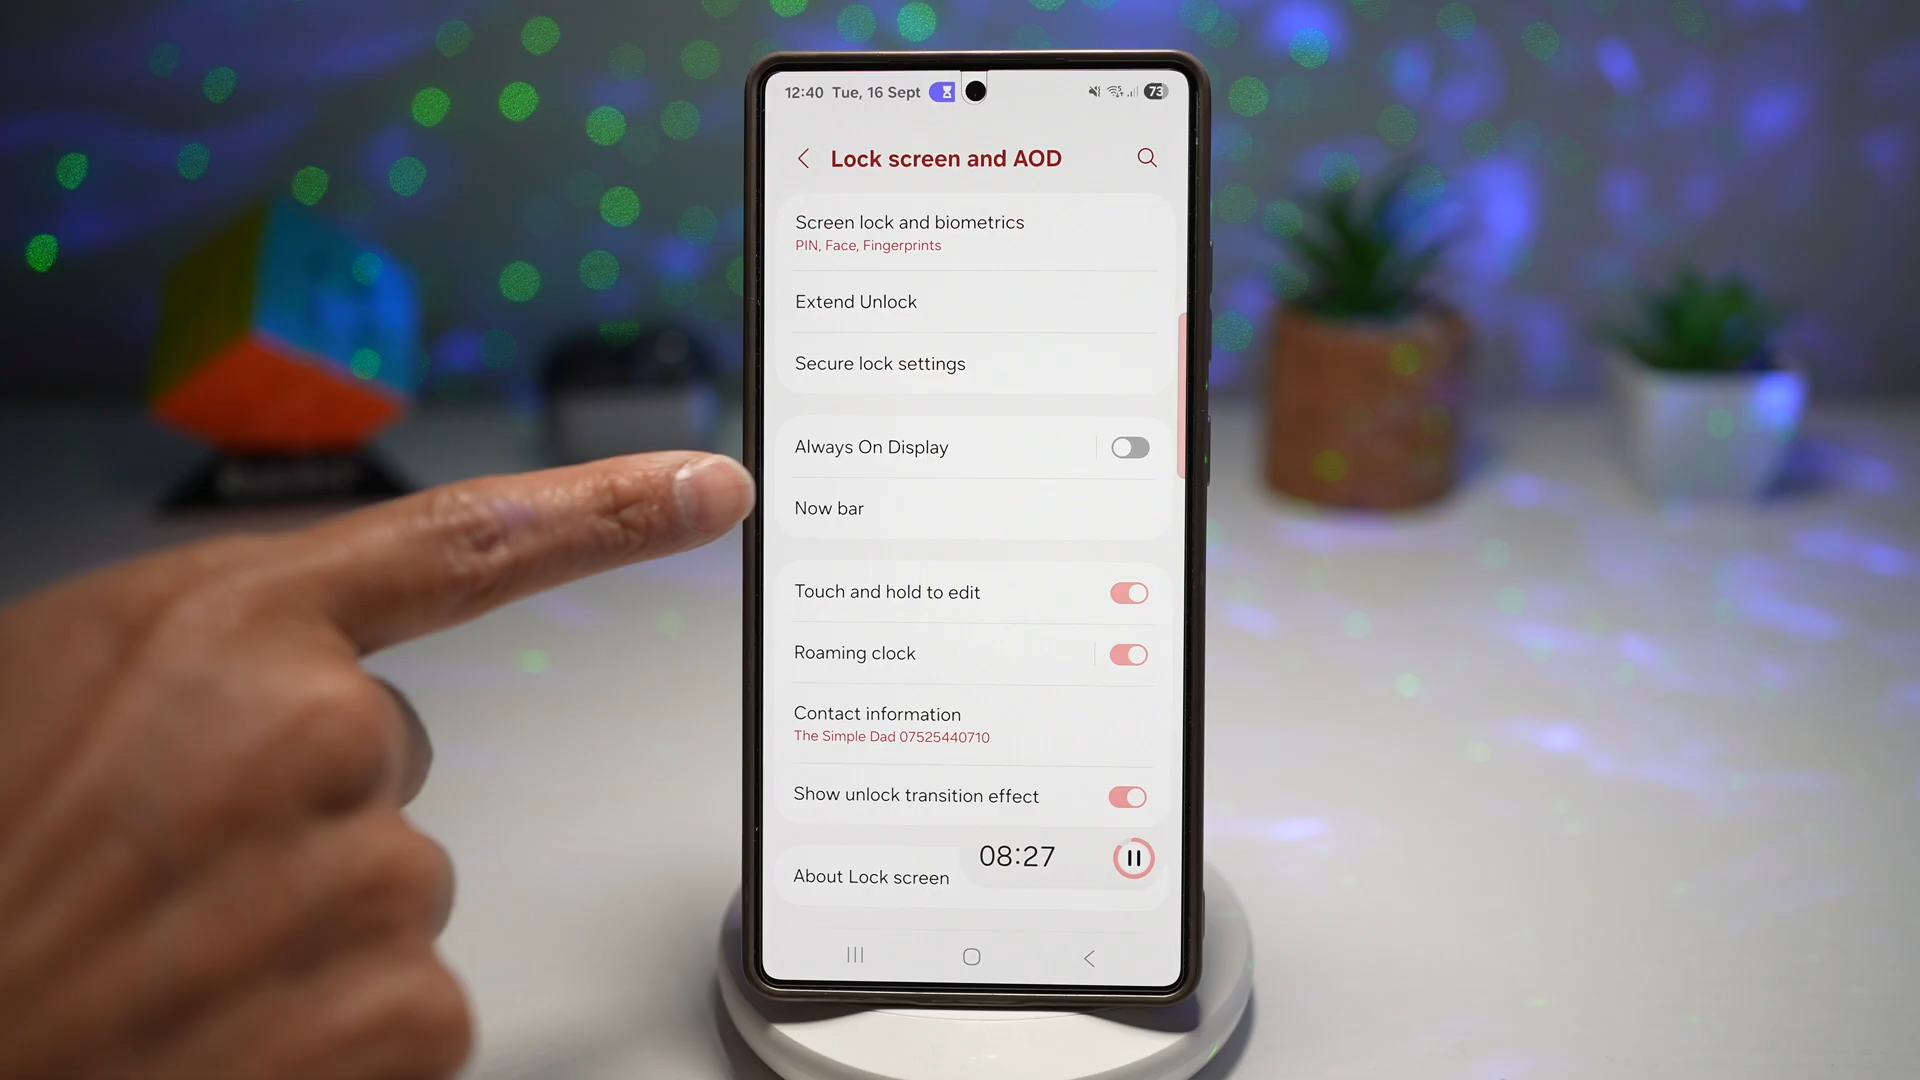 12:40 Tue, 16 Sept
73
Lock screen and AOD
Screen lock and biometrics
PIN, Face, Fingerprints
Extend Unlock
Secure lock settings
Always On Display
Now bar
Touch and hold to edit
Roaming clock
Contact information
The Simple Dad 07525440710
Show unlock transition effect
08:27
About Lock screen